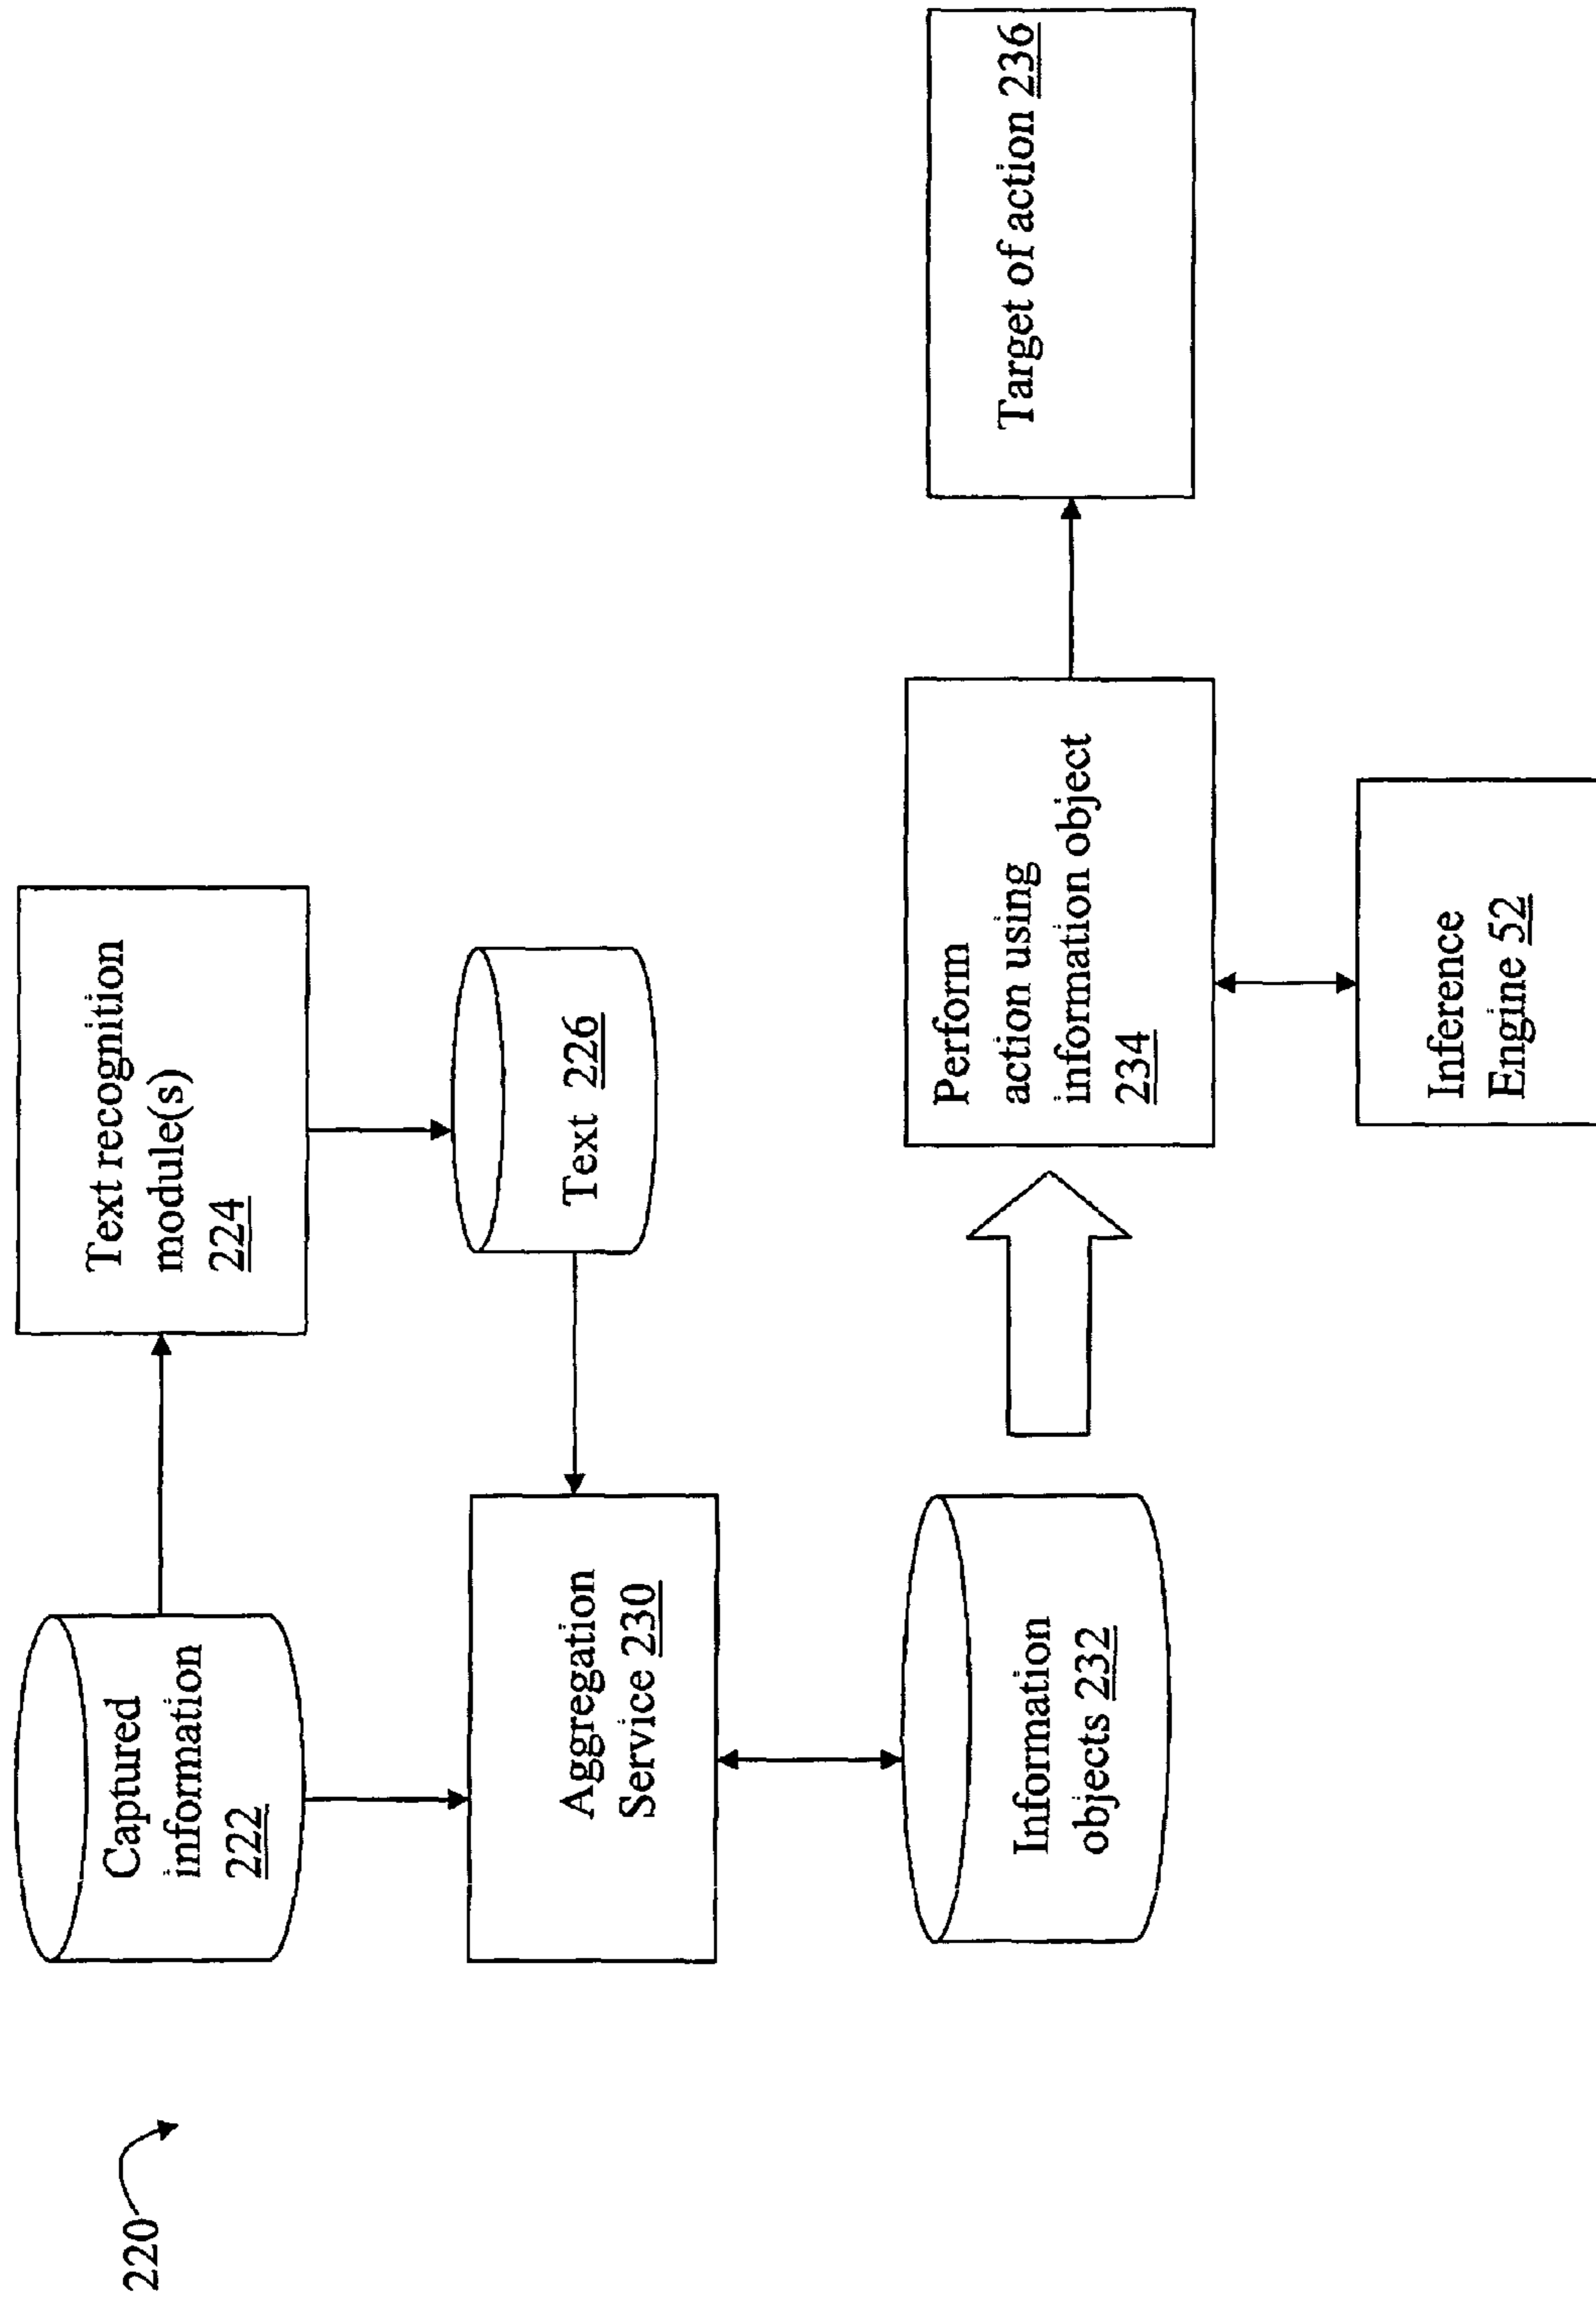 220
Captured
information
222
Text recognition
module(s)
224
Text 226
Aggregation
Service 230
Information
objects 232
Perform
action using
information object
234
Target of action 236
Inference
Engine 52